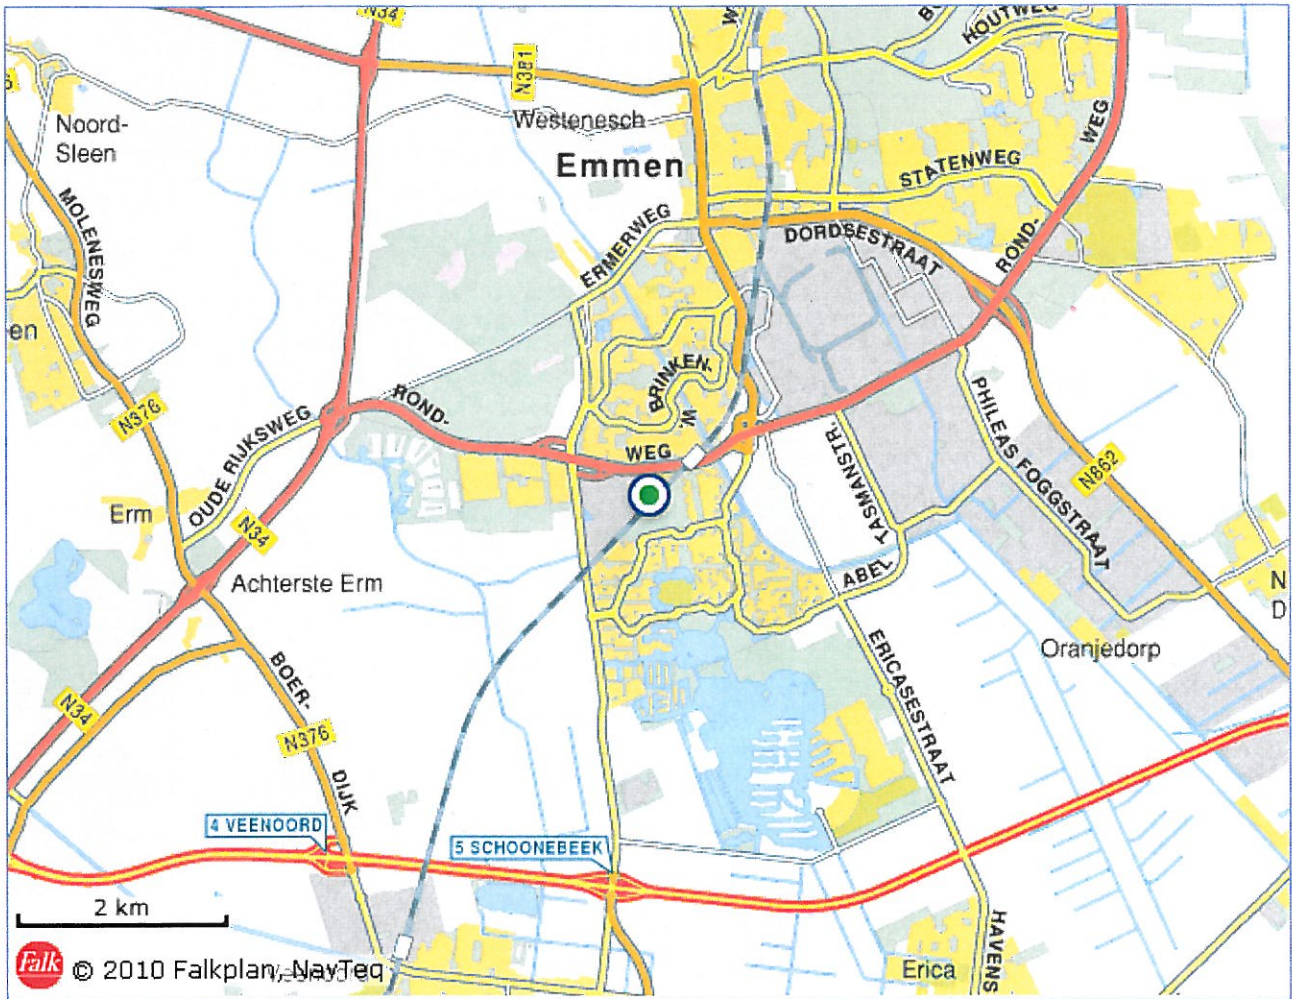 N34
N381
HOUTWEG
WEG
Noord-
Sleen
Westenesch
Emmen
STATENWEG
MOLENESWEG
ERMERWEG
DORDSESTRAAT
ROND-
en
BRINKEN-
W.
N376
OUDE RIJKSWEG
ROND-
WEG
PHILEAS FOGGSTRAAT
TASMANSTR.
N862
Erm
N34
Achterste Erm
ABEL
N
D
Oranjedorp
BOER-
ERICASESTRAAT
N34
N376
DIJK
4 VEENOORD
5 SCHOONEBEEK
2 km
HAVENS
Erica
Falk
© 2010 Falkplan, NavTeq